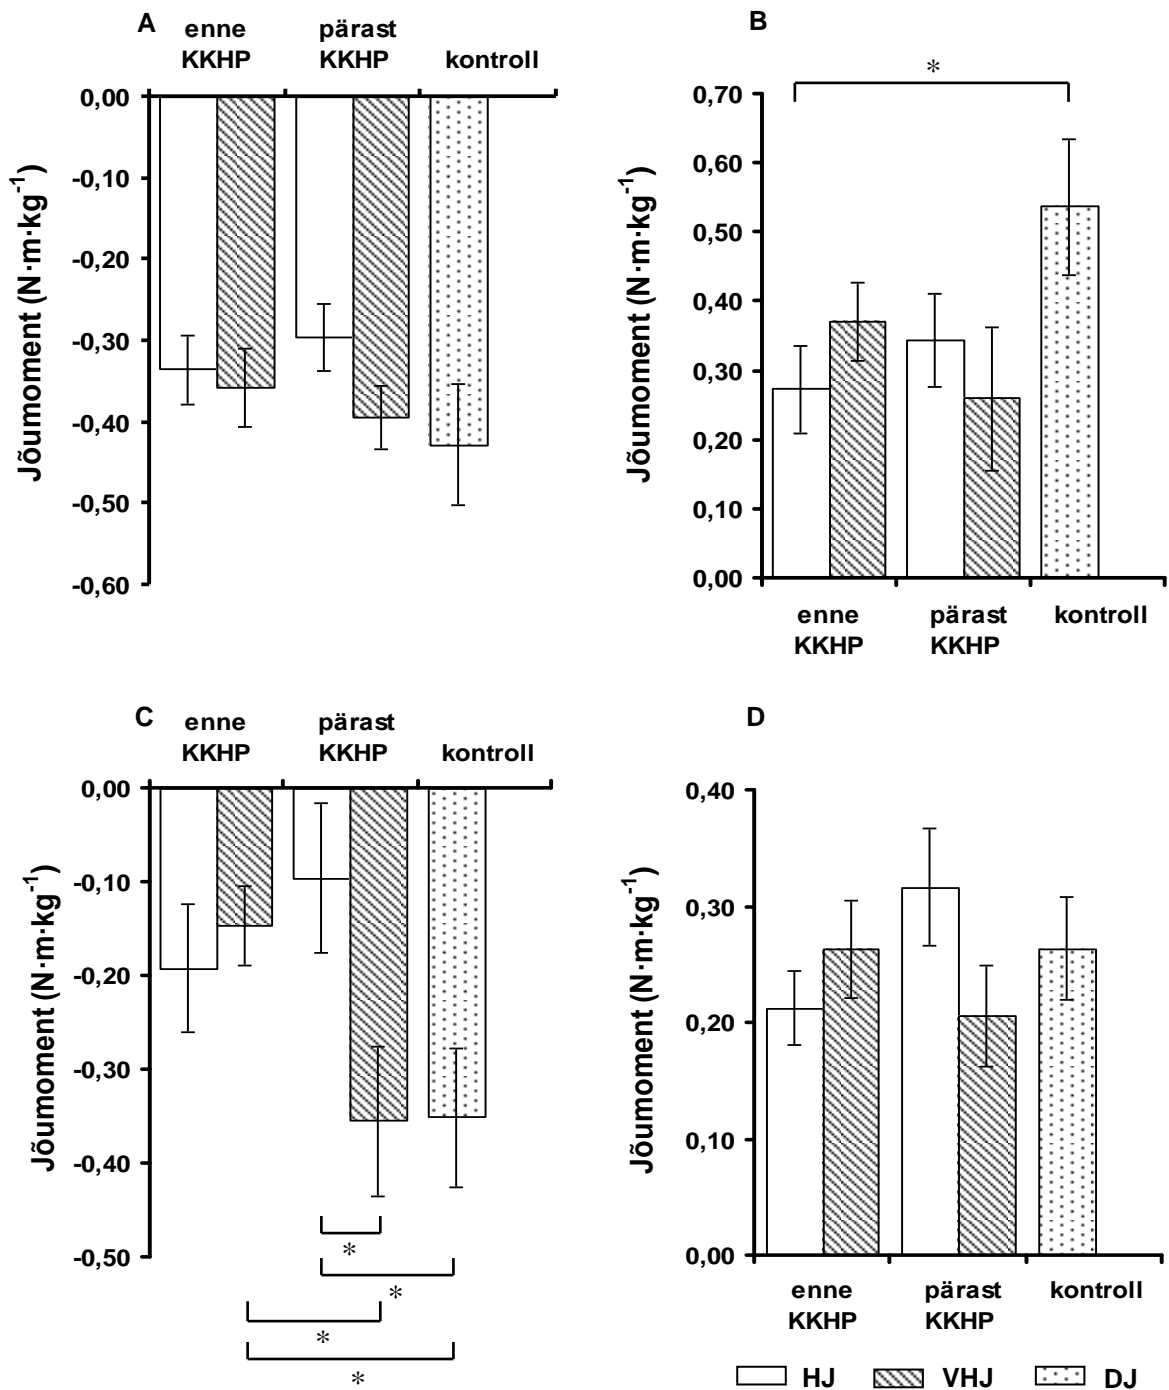 A
enne
KKHP
pärast
KKHP
kontroll
0,00
-0,10
-0,20
-0,30
-0,40
-0,50
-0,60
Jõumoment (N·m·kg⁻¹)
B
*
0,70
0,60
0,50
0,40
0,30
0,20
0,10
0,00
Jõumoment (N·m·kg⁻¹)
enne
KKHP
pärast
KKHP
kontroll
C
enne
KKHP
pärast
KKHP
kontroll
0,00
-0,10
-0,20
-0,30
-0,40
-0,50
Jõumoment (N·m·kg⁻¹)
*
*
*
*
D
0,40
0,30
0,20
0,10
0,00
Jõumoment (N·m·kg⁻¹)
enne
KKHP
pärast
KKHP
kontroll
HJ VHJ DJ